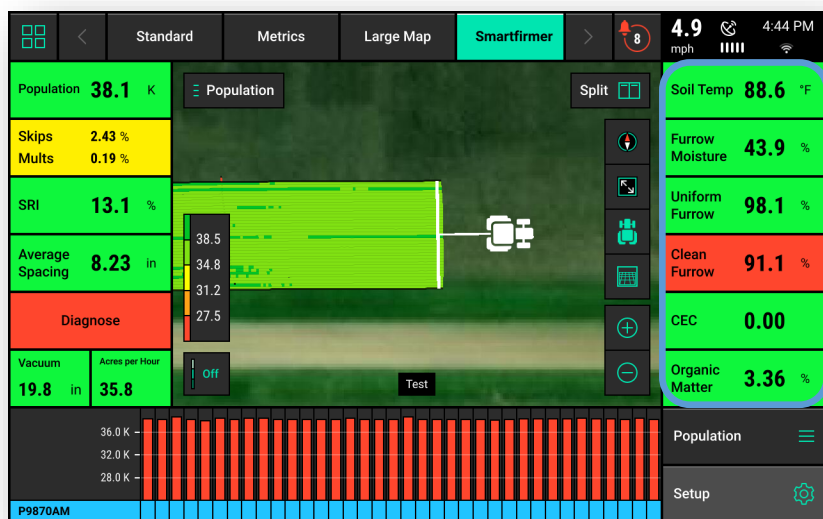 Standard
Metrics
Large Map
Smartfirmer
8
4.9
mph
4:44 PM
Population 38.1 K
Skips 2.43 %
Mults 0.19 %
SRI 13.1 %
Average
Spacing 8.23 in
Diagnose
Vacuum
19.8 in
Acres per Hour
35.8
Population
Split
38.5
34.8
31.2
27.5
Off
Test
Soil Temp 88.6 °F
Furrow
Moisture 43.9 %
Uniform
Furrow 98.1 %
Clean
Furrow 91.1 %
CEC 0.00
Organic
Matter 3.36 %
36.0 K
32.0 K
28.0 K
P9870AM
Population
Setup